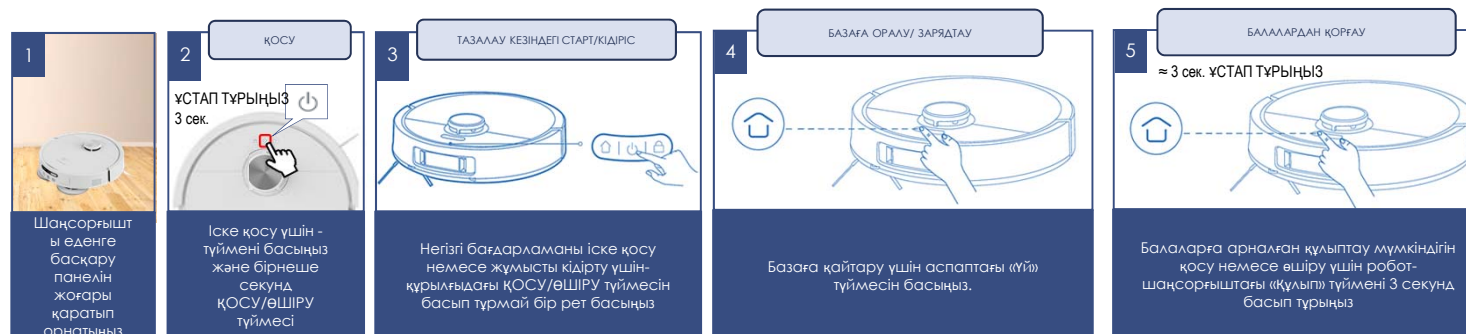 1
Шаңсорғышт
ы еденге
басқару
панелін
жоғары
қаратып
орнатыңыз
2
ҚОСУ
ҰСТАП ТҰРЫҢЫЗ
3 сек.
Іске қосу үшін -
түймені басыңыз
және бірнеше
секунд
ҚОСУ/ӨШІРУ
түймесі
3
ТАЗАЛАУ КЕЗІНДЕГІ СТАРТ/КІДІРІС
Негізгі бағдарламаны іске қосу
немесе жұмысты кідірту үшін-
құрылғыдағы ҚОСУ/ӨШІРУ түймесін
басып тұрмай бір рет басыңыз
4
БАЗАҒА ОРАЛУ/ ЗАРЯДТАУ
Базаға қайтару үшін аспаптағы «Үй»
түймесін басыңыз.
5
БАЛАЛАРДАН ҚОРҒАУ
≈ 3 сек. ҰСТАП ТҰРЫҢЫЗ
Балаларға арналған құлыптау мүмкіндігін
қосу немесе өшіру үшін робот-
шаңсорғыштағы «Құлып» түймені 3 секунд
басып тұрыңыз